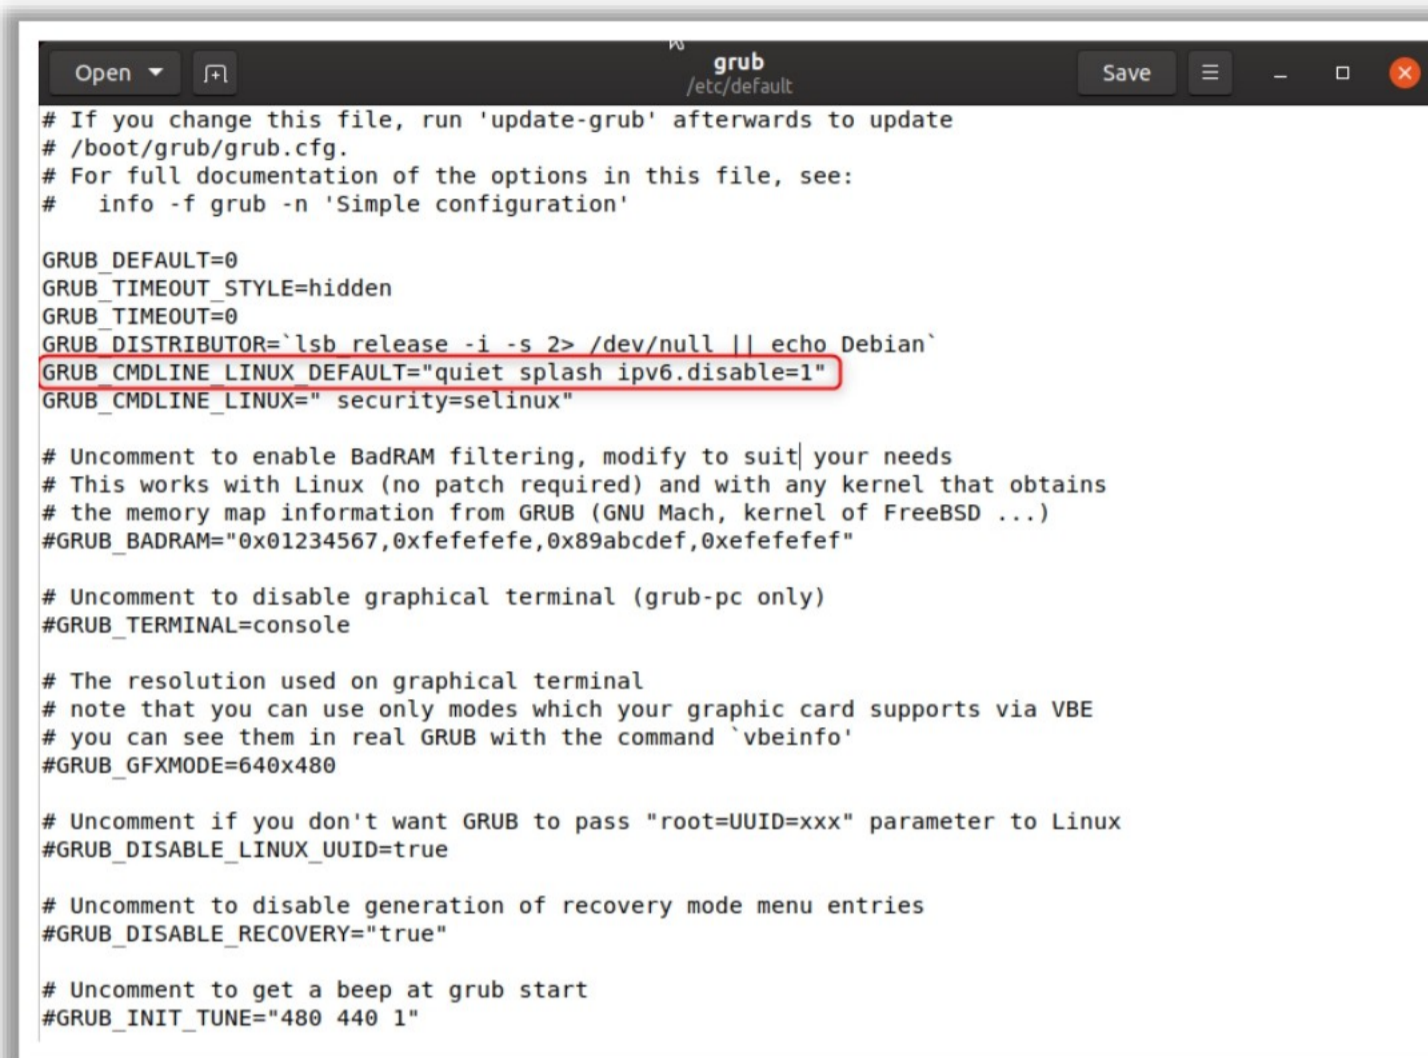 Open
grub
/etc/default
Save
# If you change this file, run 'update-grub' afterwards to update
# /boot/grub/grub.cfg.
# For full documentation of the options in this file, see:
#   info -f grub -n 'Simple configuration'

GRUB_DEFAULT=0
GRUB_TIMEOUT_STYLE=hidden
GRUB_TIMEOUT=0
GRUB_DISTRIBUTOR=`lsb_release -i -s 2> /dev/null || echo Debian`
GRUB_CMDLINE_LINUX_DEFAULT="quiet splash ipv6.disable=1"
GRUB_CMDLINE_LINUX=" security=selinux"

# Uncomment to enable BadRAM filtering, modify to suit your needs
# This works with Linux (no patch required) and with any kernel that obtains
# the memory map information from GRUB (GNU Mach, kernel of FreeBSD ...)
#GRUB_BADRAM="0x01234567,0xfefefefe,0x89abcdef,0xefefefef"

# Uncomment to disable graphical terminal (grub-pc only)
#GRUB_TERMINAL=console

# The resolution used on graphical terminal
# note that you can use only modes which your graphic card supports via VBE
# you can see them in real GRUB with the command `vbeinfo'
#GRUB_GFXMODE=640x480

# Uncomment if you don't want GRUB to pass "root=UUID=xxx" parameter to Linux
#GRUB_DISABLE_LINUX_UUID=true

# Uncomment to disable generation of recovery mode menu entries
#GRUB_DISABLE_RECOVERY="true"

# Uncomment to get a beep at grub start
#GRUB_INIT_TUNE="480 440 1"